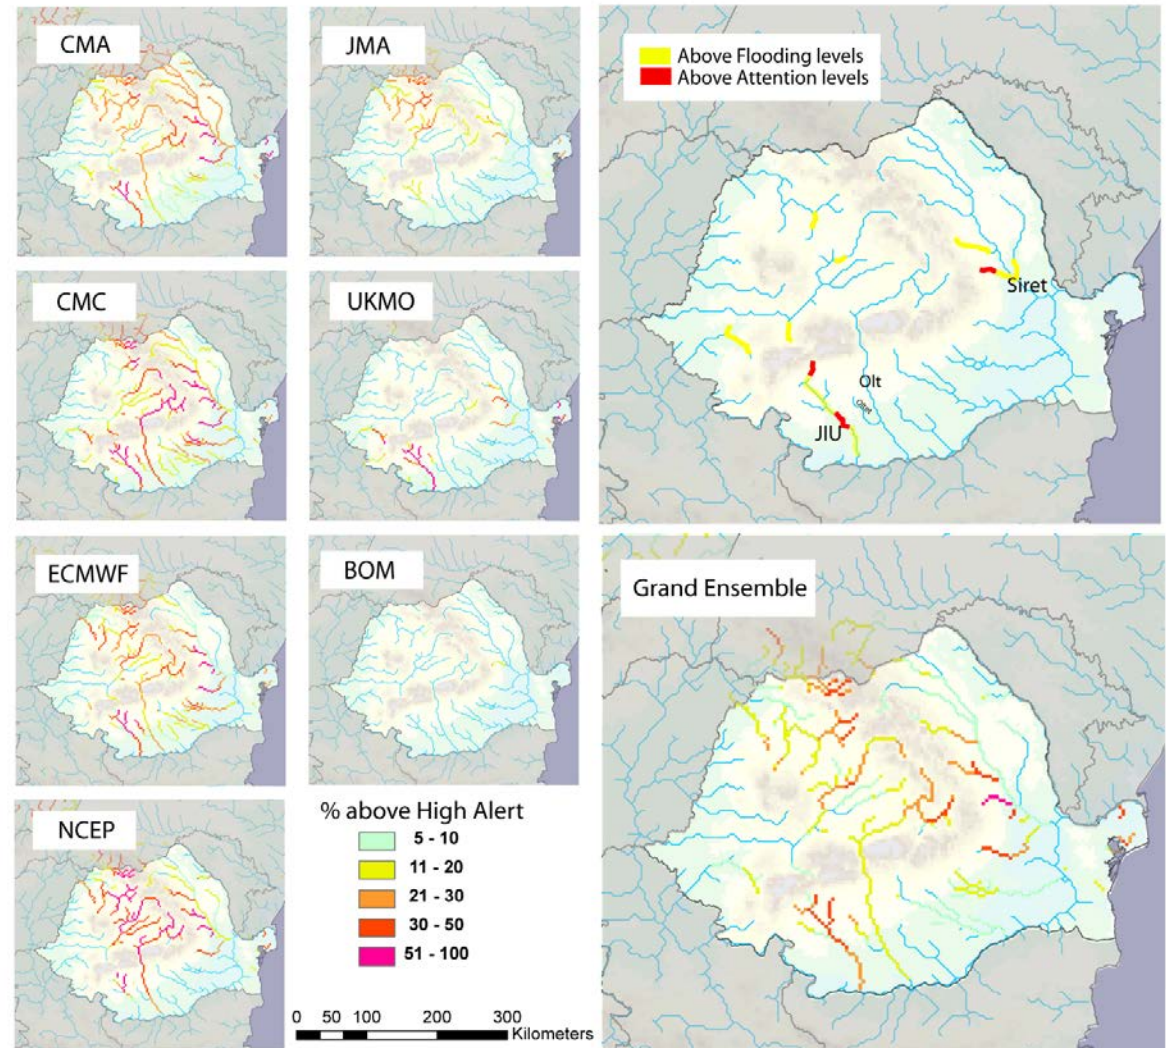 CMA
JMA
Above Flooding levels
Above Attention levels
Siret
Olt
Oltet
JIU
CMC
UKMO
ECMWF
BOM
Grand Ensemble
NCEP
% above High Alert
5 - 10
11 - 20
21 - 30
30 - 50
51 - 100
0 50 100 200 300
Kilometers